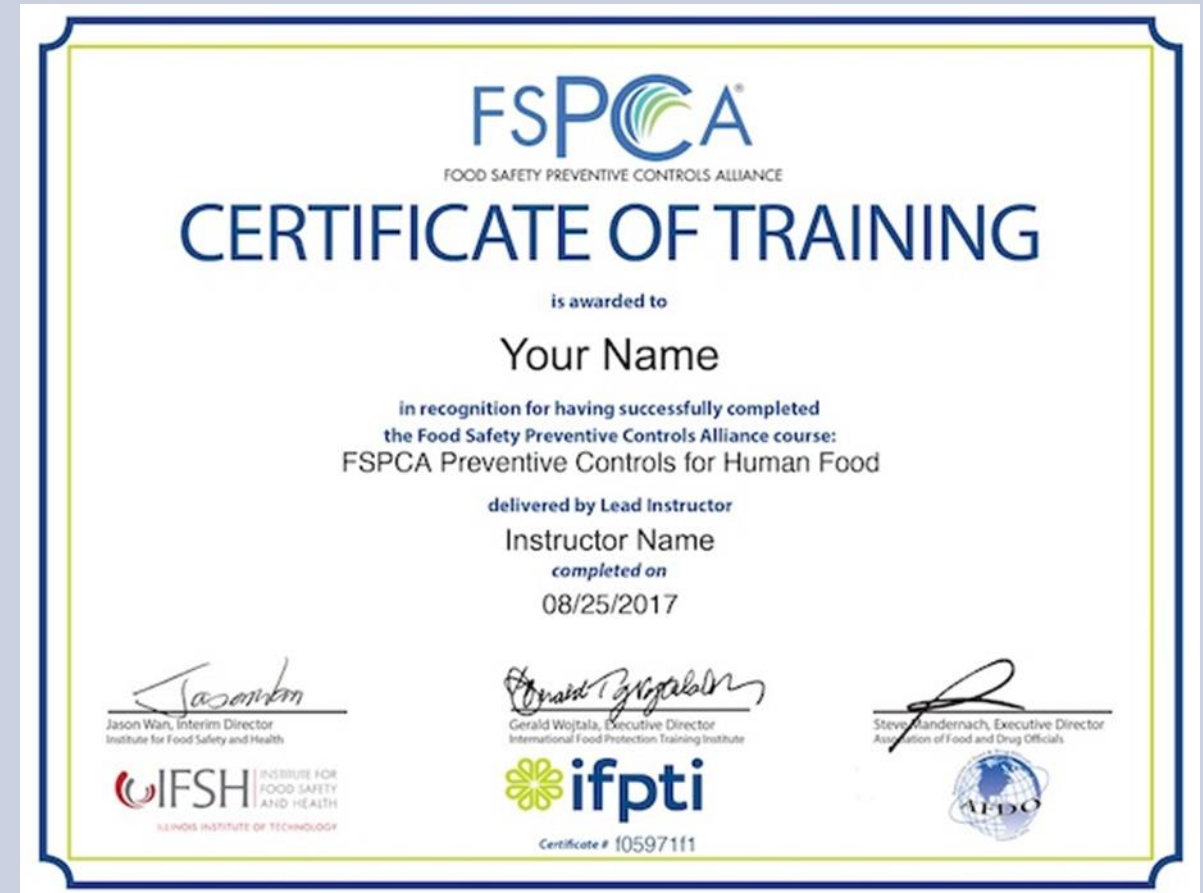 FSPCA®
FOOD SAFETY PREVENTIVE CONTROLS ALLIANCE
CERTIFICATE OF TRAINING
is awarded to
Your Name
in recognition for having successfully completed
the Food Safety Preventive Controls Alliance course:
FSPCA Preventive Controls for Human Food
delivered by Lead Instructor
Instructor Name
completed on
08/25/2017
Jason Wan, Interim Director
Institute for Food Safety and Health
Gerald Wojtala, Executive Director
International Food Protection Training Institute
Steve Mandernach, Executive Director
Association of Food and Drug Officials
IFSH INSTITUTE FOR
FOOD SAFETY
AND HEALTH
ILLINOIS INSTITUTE OF TECHNOLOGY
ifpti
AFDO
Certificate # f05971f1